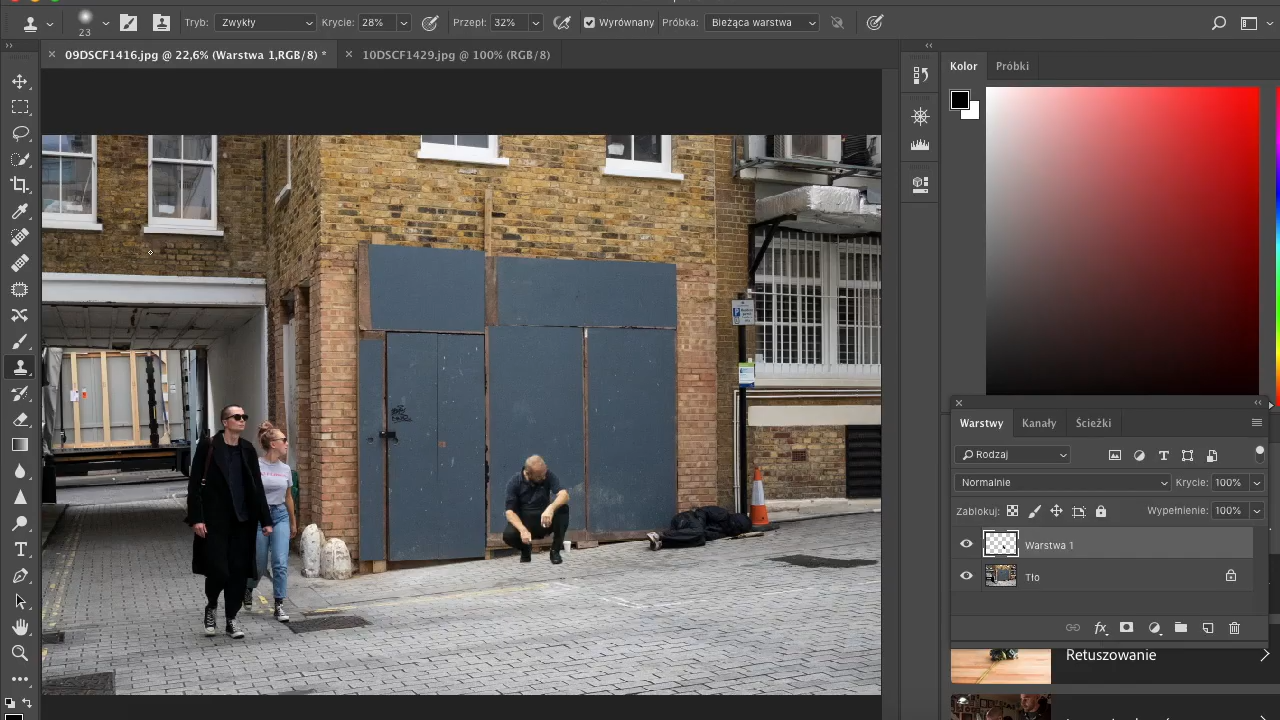 23
Tryb: Zwykły
Krycie: 28%
Przepł: 32%
Wyrównany
Próbka: Bieżąca warstwa
09DSCF1416.jpg @ 22,6% (Warstwa 1,RGB/8) *
10DSCF1429.jpg @ 100% (RGB/8)
Kolor
Próbki
Warstwy
Kanały
Ścieżki
Rodzaj
Normalnie
Krycie: 100%
Zablokuj:
Wypełnienie: 100%
Warstwa 1
Tło
fx
Retuszowanie